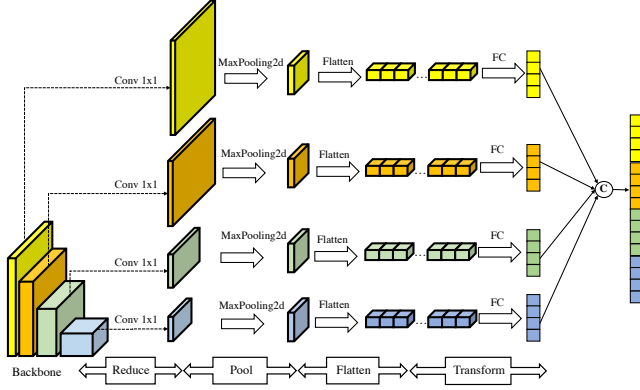 MaxPooling2d
Flatten
FC
Conv 1x1
...
MaxPooling2d
Flatten
FC
Conv 1x1
...
C
MaxPooling2d
Flatten
FC
Conv 1x1
...
MaxPooling2d
Flatten
FC
Conv 1x1
...
Backbone
Reduce
Pool
Flatten
Transform